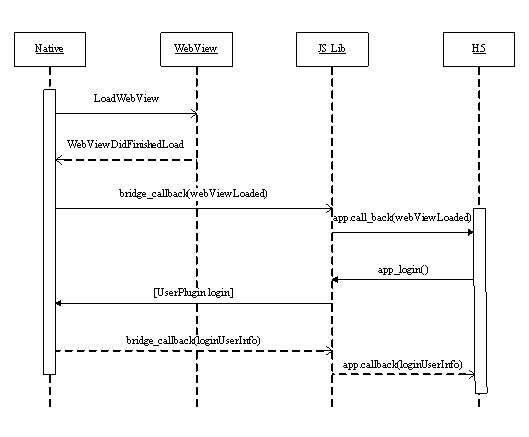 Native
WebView
JS Lib
H5
LoadWebView
WebViewDidFinishedLoad
bridge_callback(webViewLoaded)
app.call_back(webViewLoaded)
app_login()
[UserPlugin login]
bridge_callback(loginUserInfo)
app.callback(loginUserInfo)